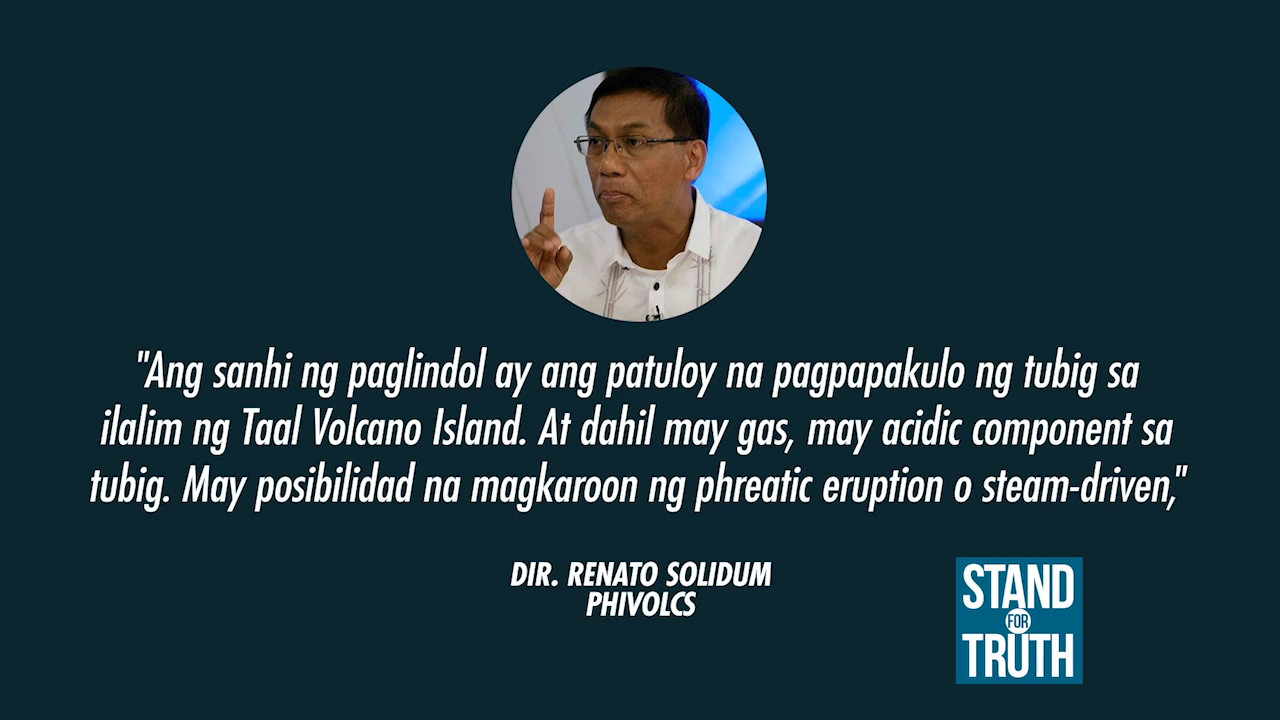 "Ang sanhi ng paglindol ay ang patuloy na pagpapakulo ng tubig sa
ilalim ng Taal Volcano Island. At dahil may gas, may acidic component sa
tubig. May posibilidad na magkaroon ng phreatic eruption o steam-driven,"
DIR. RENATO SOLIDUM
PHIVOLCS
STAND
FOR
TRUTH